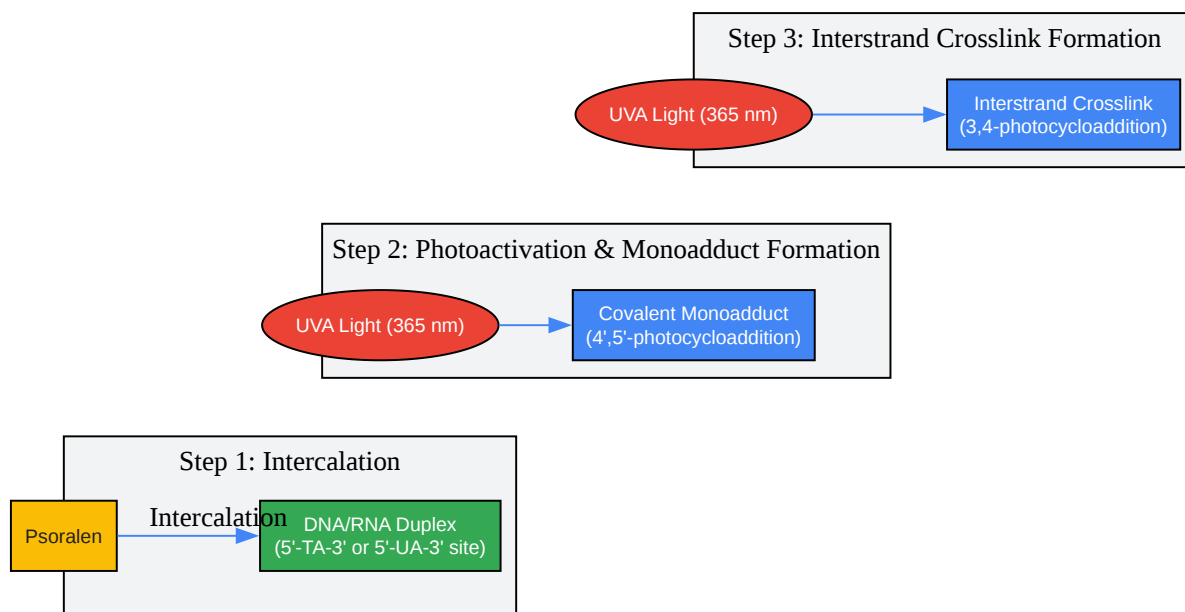 Step 3: Interstrand Crosslink Formation
UVA Light (365 nm)
Interstrand Crosslink
(3,4-photocycloaddition)
Step 2: Photoactivation & Monoadduct Formation
UVA Light (365 nm)
Covalent Monoadduct
(4',5'-photocycloaddition)
Step 1: Intercalation
Psoralen
Intercalation
DNA/RNA Duplex
(5'-TA-3' or 5'-UA-3' site)